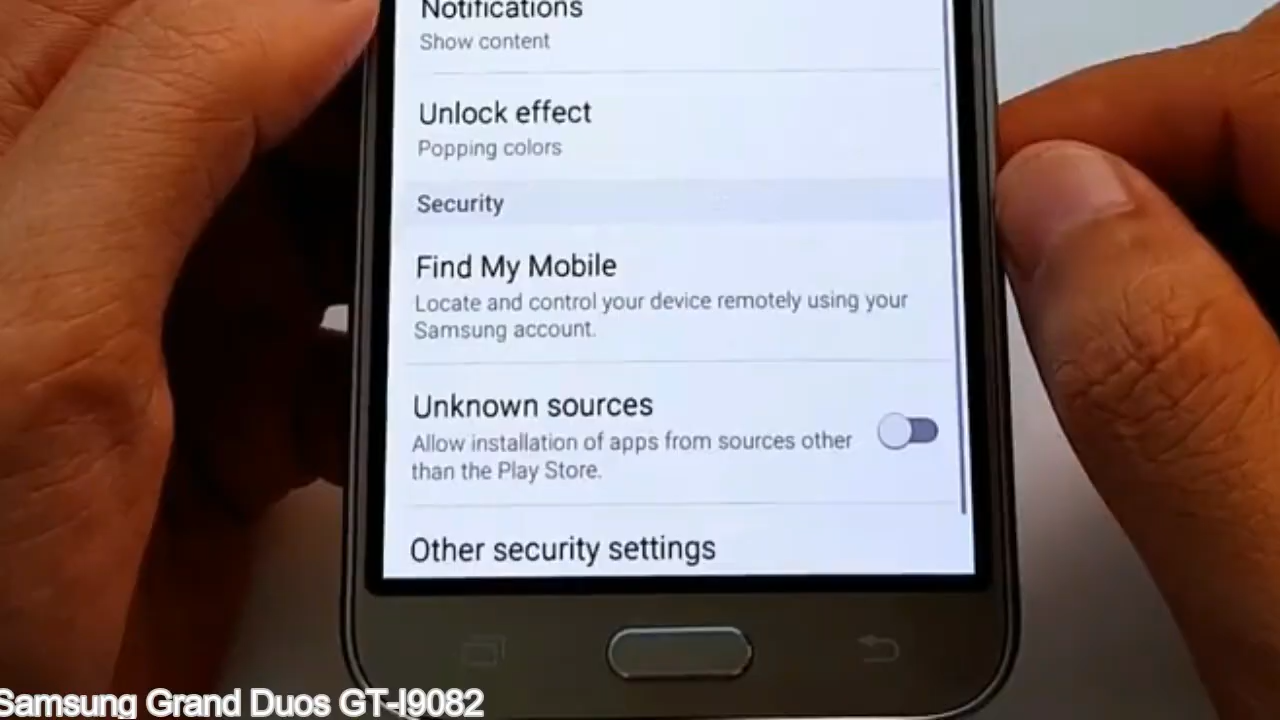 Notifications
Show content
Unlock effect
Popping colors
Security
Find My Mobile
Locate and control your device remotely using your
Samsung account.
Unknown sources
Allow installation of apps from sources other
than the Play Store.
Other security settings
Samsung Grand Duos GT-I9082